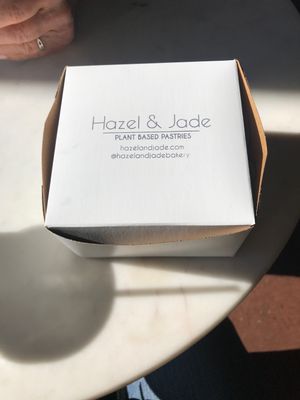 Hazel & Jade
PLANT BASED PASTRIES
hazelandjade.com
@hazelandjadebakery